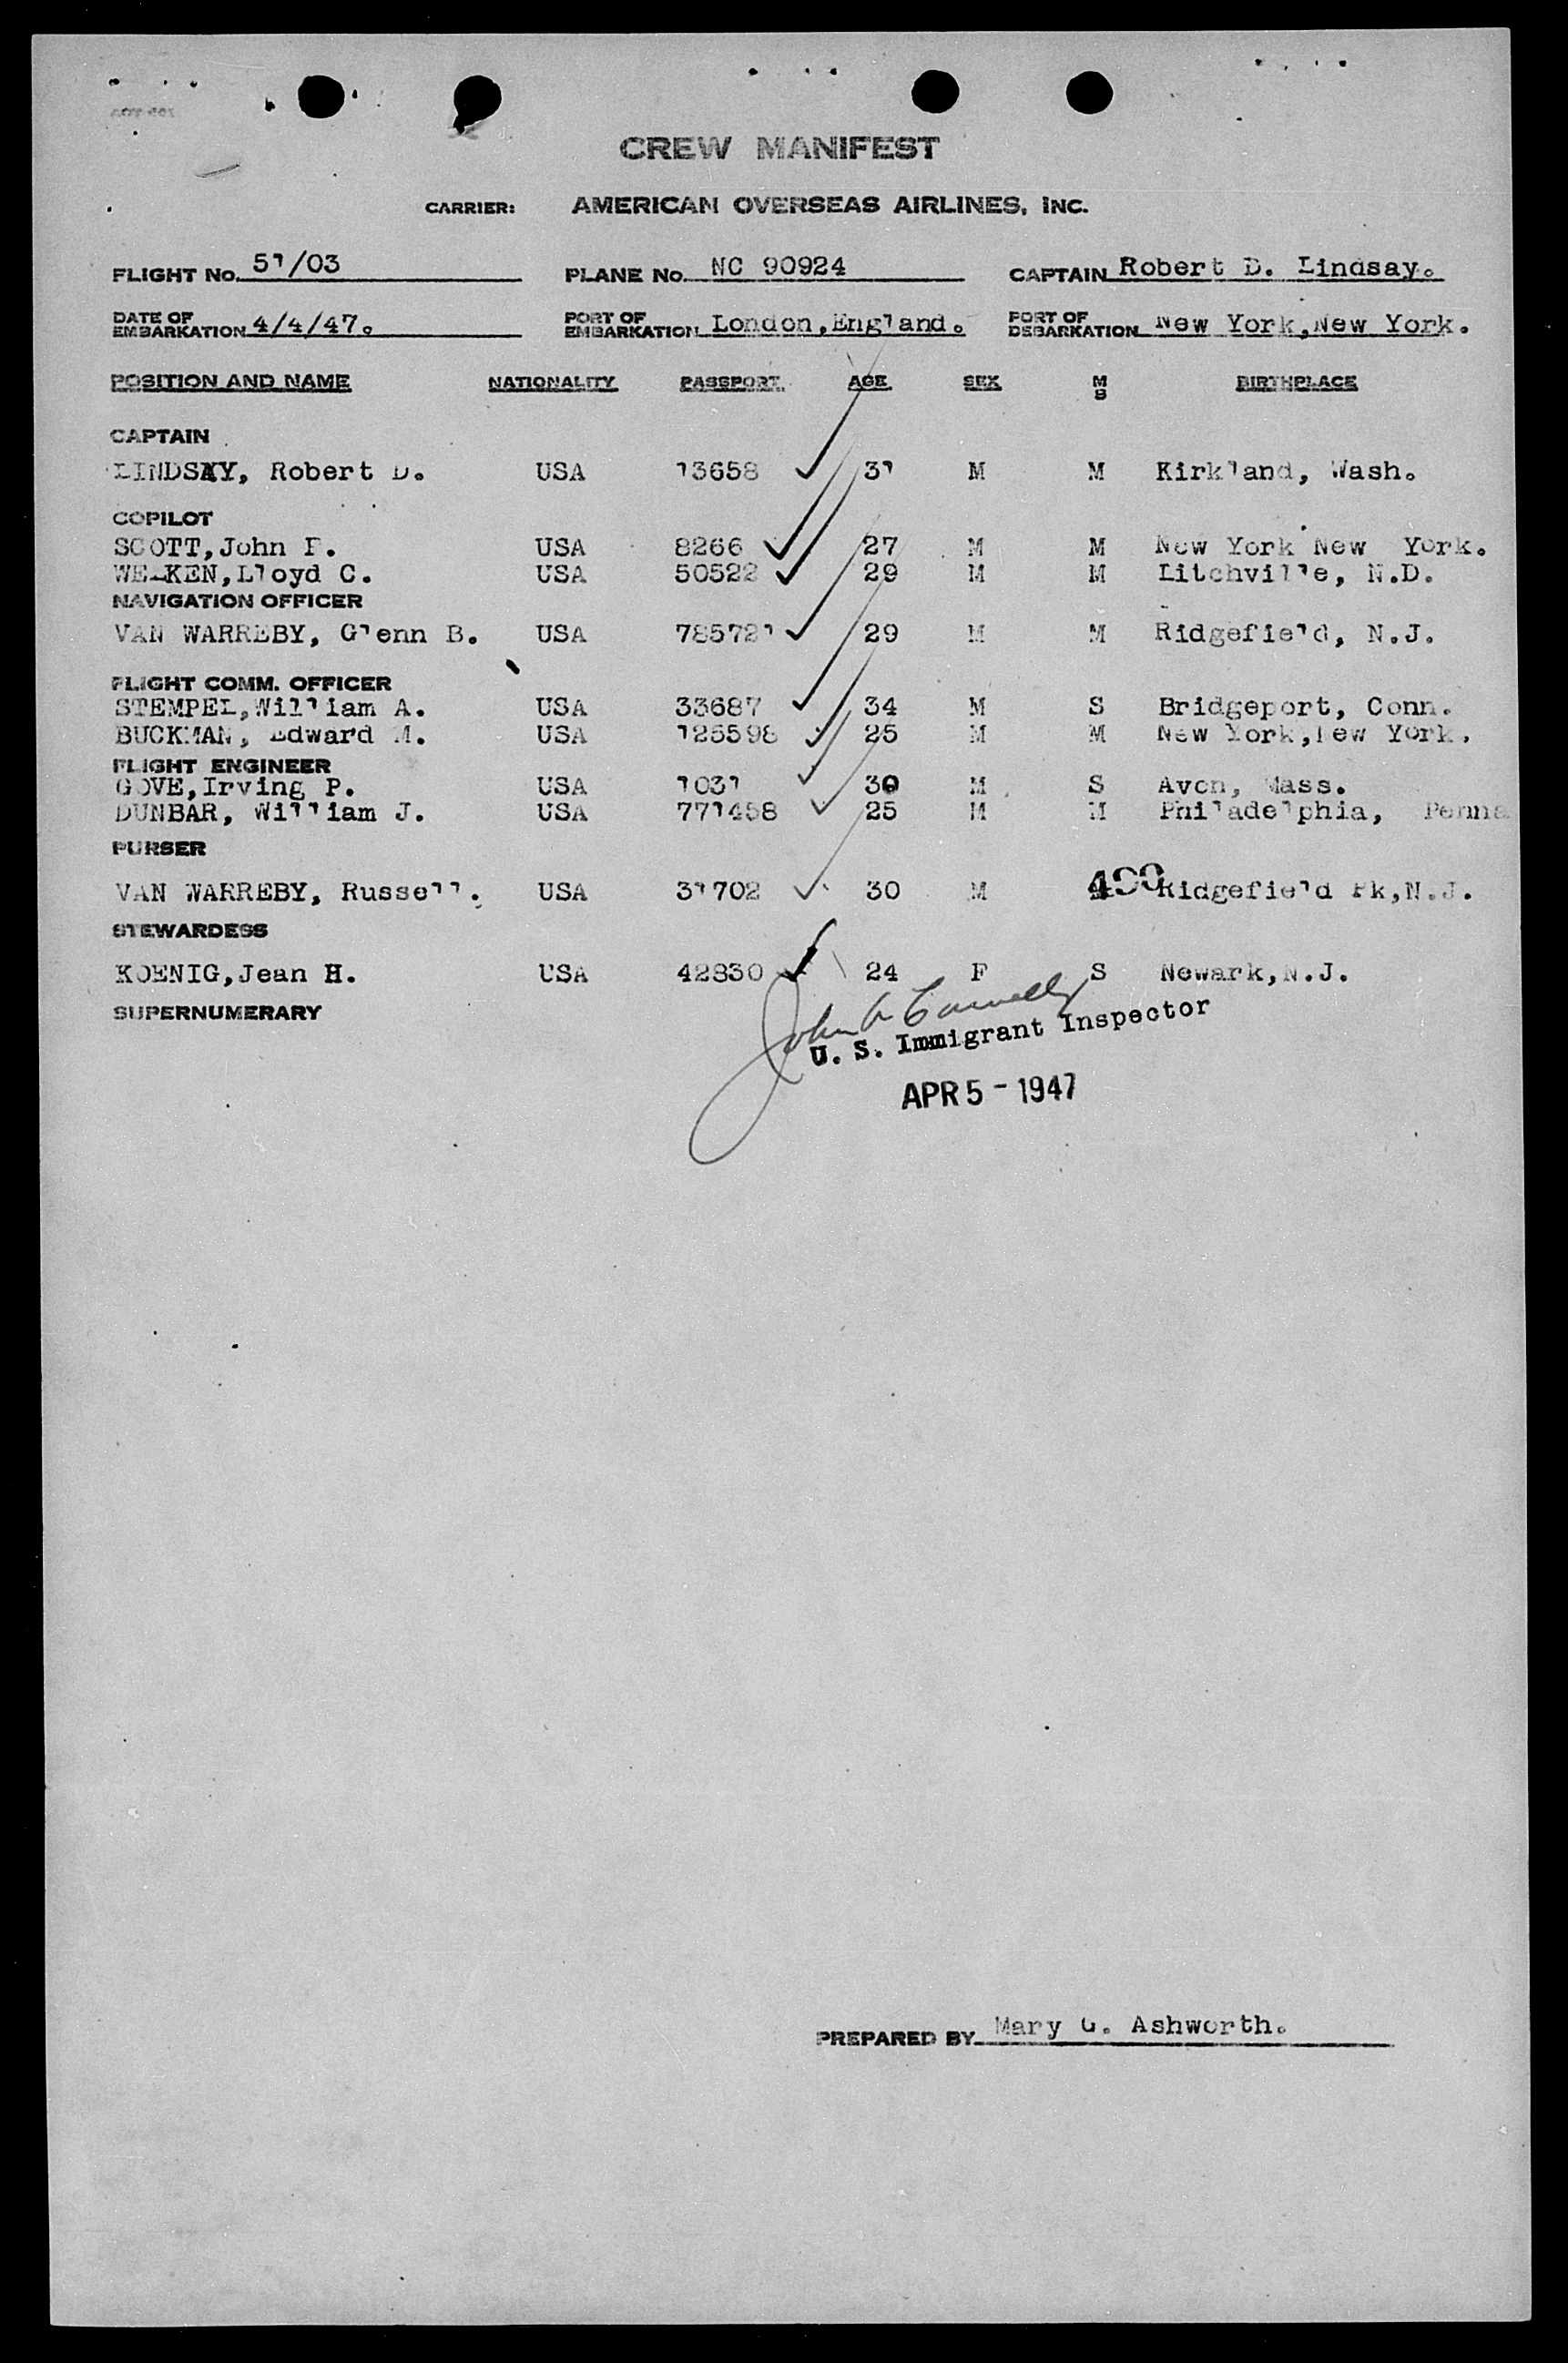 CREW MANIFEST
CARRIER: AMERICAN OVERSEAS AIRLINES, INC.
FLIGHT No. 51/03 PLANE No. NC 90924 CAPTAIN Robert D. Lindsay.
DATE OF EMBARKATION 4/4/47. PORT OF EMBARKATION London,England. PORT OF DEBARKATION New York,New York.
POSITION AND NAME NATIONALITY PASSPORT. AGE SEX M S BIRTHPLACE
CAPTAIN
LINDSAY, Robert D. USA 13658 31 M M Kirkland, Wash.
COPILOT
SCOTT,John F. USA 8266 27 M M New York New York.
WELKEN,Lloyd C. USA 50522 29 M M Litchville, N.D.
NAVIGATION OFFICER
VAN WARREBY, Glenn B. USA 785721 29 M M Ridgefield, N.J.
FLIGHT COMM. OFFICER
STEMPEL,William A. USA 33687 34 M S Bridgeport, Conn.
BUCKMAN, Edward M. USA 125598 25 M M New York,New York.
FLIGHT ENGINEER
GOVE,Irving P. USA 1031 30 M S Avon, Mass.
DUNBAR, William J. USA 771458 25 M M Philadelphia, Penna
PURSER
VAN WARREBY, Russell. USA 31702 30 M Ridgefield Pk,N.J.
STEWARDESS
KOENIG,Jean H. USA 42830 24 F S Newark,N.J.
SUPERNUMERARY
John
U. S. Immigrant Inspector
APR 5 - 1947
PREPARED BY Mary G. Ashworth.